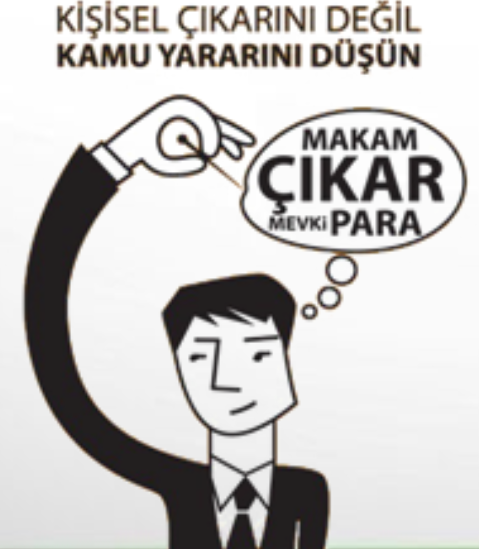 KİŞİSEL ÇIKARINI DEĞİL
KAMU YARARINI DÜŞÜN
MAKAM
ÇIKAR
MEVKi PARA